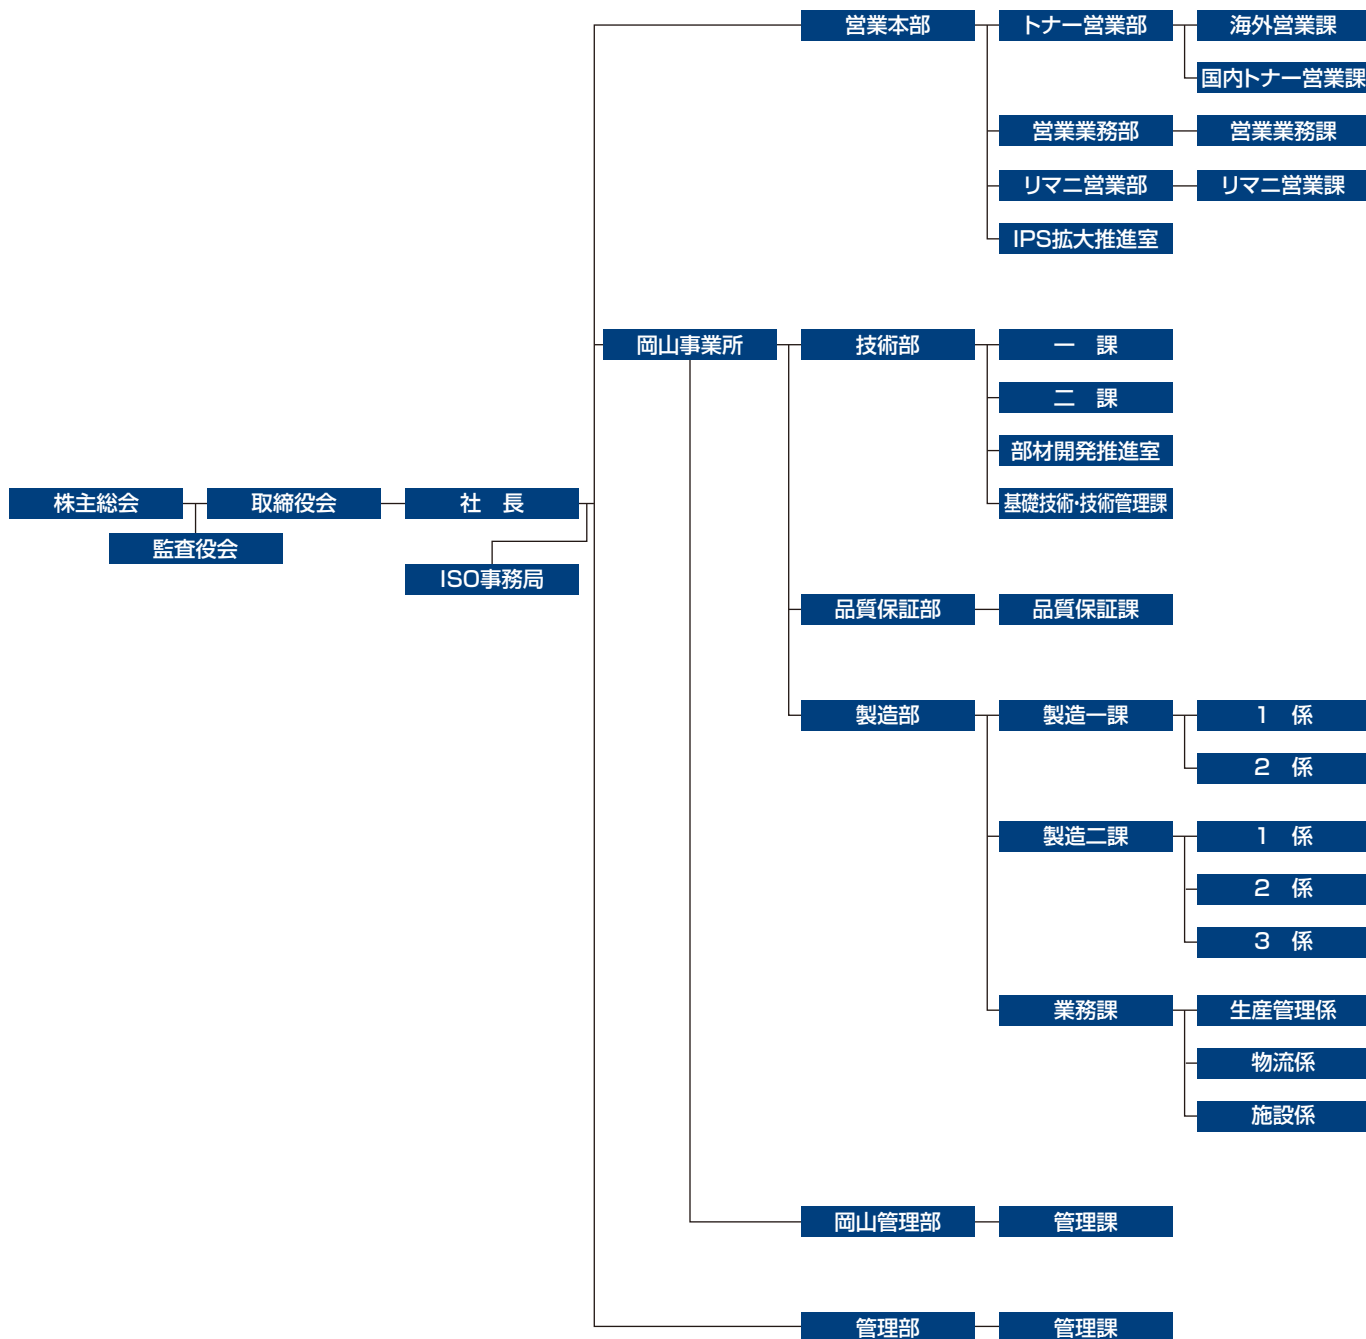 営業本部
トナー営業部
海外営業課
国内トナー営業課
営業業務部
営業業務課
リマニ営業部
リマニ営業課
IPS拡大推進室
岡山事業所
技術部
一　課
二　課
部材開発推進室
基礎技術・技術管理課
株主総会
取締役会
社　長
監査役会
ISO事務局
品質保証部
品質保証課
製造部
製造一課
1　係
2　係
製造二課
1　係
2　係
3　係
業務課
生産管理係
物流係
施設係
岡山管理部
管理課
管理部
管理課